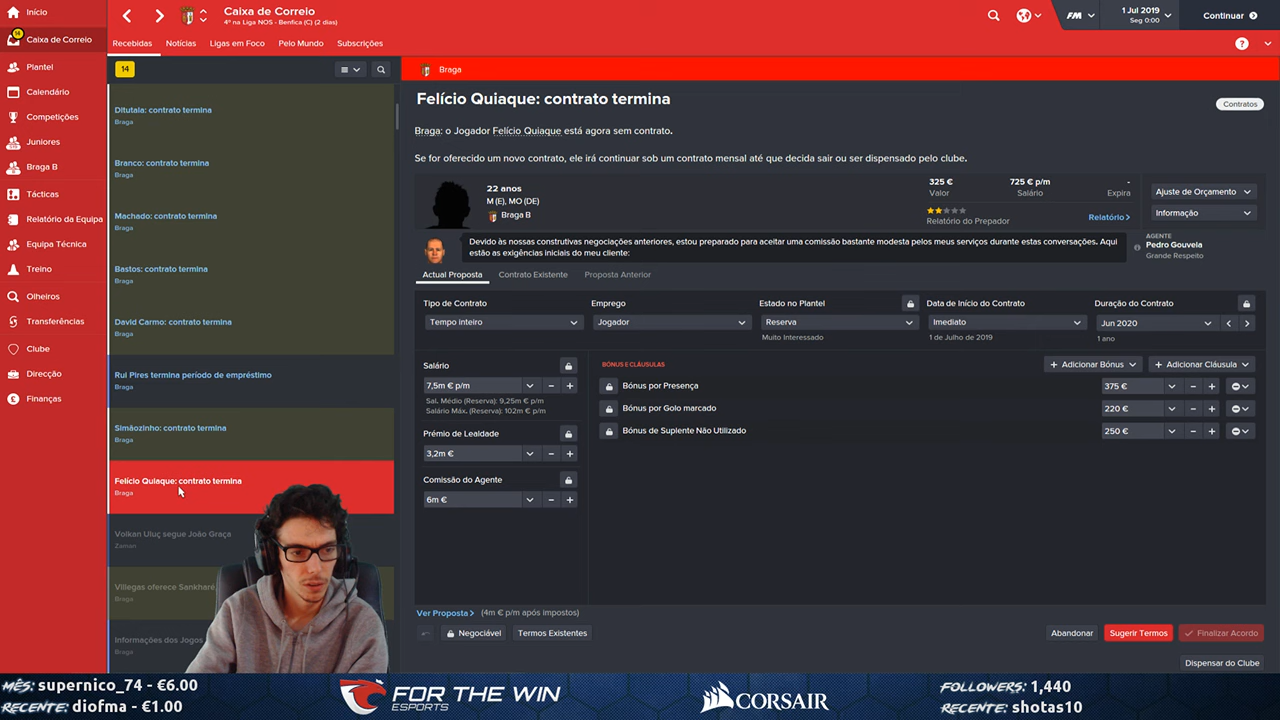 Início
14
Caixa de Correio
Plantel
Calendário
Competições
Juniores
Braga B
Tácticas
Relatório da Equipa
Equipa Técnica
Treino
Olheiros
Transferências
Clube
Direcção
Finanças
Caixa de Correio
4º na Liga NOS - Benfica (C) (2 dias)
FM
1 Jul 2019
Seg 0:00
Continuar
Recebidas
Notícias
Ligas em Foco
Pelo Mundo
Subscrições
?
14
Ditutala: contrato termina
Braga
Branco: contrato termina
Braga
Machado: contrato termina
Braga
Bastos: contrato termina
Braga
David Carmo: contrato termina
Braga
Rui Pires termina período de empréstimo
Braga
Simãozinho: contrato termina
Braga
Felício Quiaque: contrato termina
Braga
Volkan Uluç segue João Graça
Zaman
Villegas oferece Sankharé
Braga
Informações dos Jogos
Braga
Braga
Felício Quiaque: contrato termina
Contratos
Braga: o Jogador Felício Quiaque está agora sem contrato.
Se for oferecido um novo contrato, ele irá continuar sob um contrato mensal até que decida sair ou ser dispensado pelo clube.
22 anos
M (E), MO (DE)
Braga B
325 €
Valor
725 € p/m
Salário
-
Expira
Relatório do Prepador
Relatório >
Ajuste de Orçamento
Informação
Devido às nossas construtivas negociações anteriores, estou preparado para aceitar uma comissão bastante modesta pelos meus serviços durante estas conversações. Aqui
estão as exigências iniciais do meu cliente:
AGENTE
Pedro Gouveia
Grande Respeito
Actual Proposta
Contrato Existente
Proposta Anterior
Tipo de Contrato
Tempo inteiro
Emprego
Jogador
Estado no Plantel
Reserva
Muito Interessado
Data de Início do Contrato
Imediato
1 de Julho de 2019
Duração do Contrato
Jun 2020
1 ano
Salário
7,5m € p/m
Sal. Médio (Reserva): 9,25m € p/m
Salário Máx. (Reserva): 102m € p/m
Prémio de Lealdade
3,2m €
Comissão do Agente
6m €
BÓNUS E CLÁUSULAS
+ Adicionar Bónus
+ Adicionar Cláusula
Bónus por Presença
375 €
Bónus por Golo marcado
220 €
Bónus de Suplente Não Utilizado
250 €
Ver Proposta > (4m € p/m após impostos)
Negociável
Termos Existentes
Abandonar
Sugerir Termos
Finalizar Acordo
Dispensar do Clube
MÊS: supernico_74 - €6.00
RECENTE: diofma - €1.00
FOR THE WIN
ESPORTS
CORSAIR
FOLLOWERS: 1,440
RECENTE: shotas10